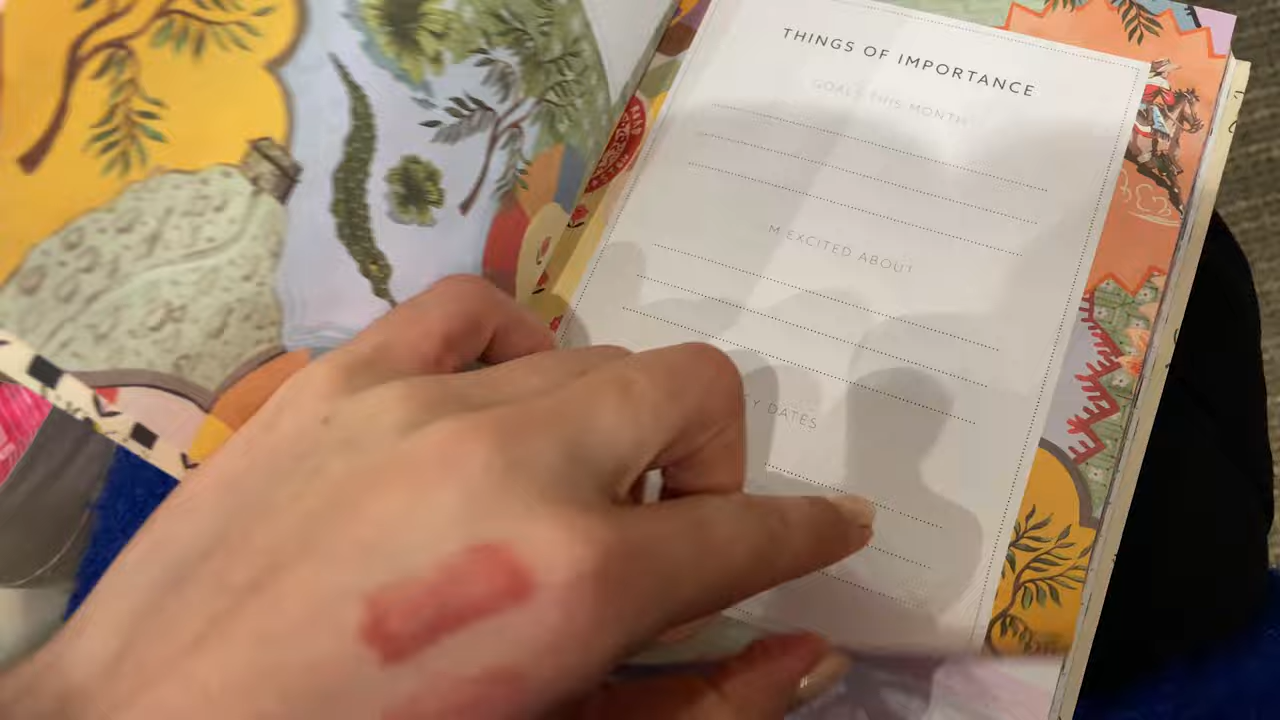 THINGS OF IMPORTANCE
GOALS THIS MONTH
M EXCITED ABOUT
Y DATES